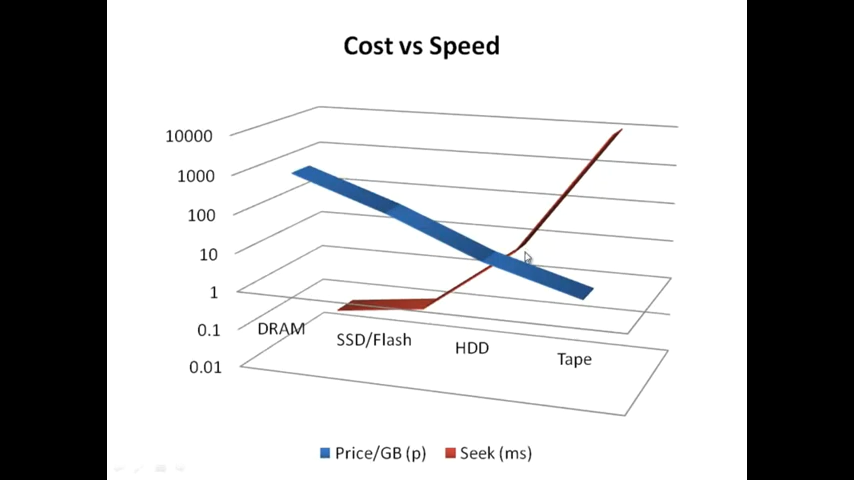 Cost vs Speed
10000
1000
100
10
1
0.1
0.01
DRAM
SSD/Flash
HDD
Tape
Price/GB (p) Seek (ms)